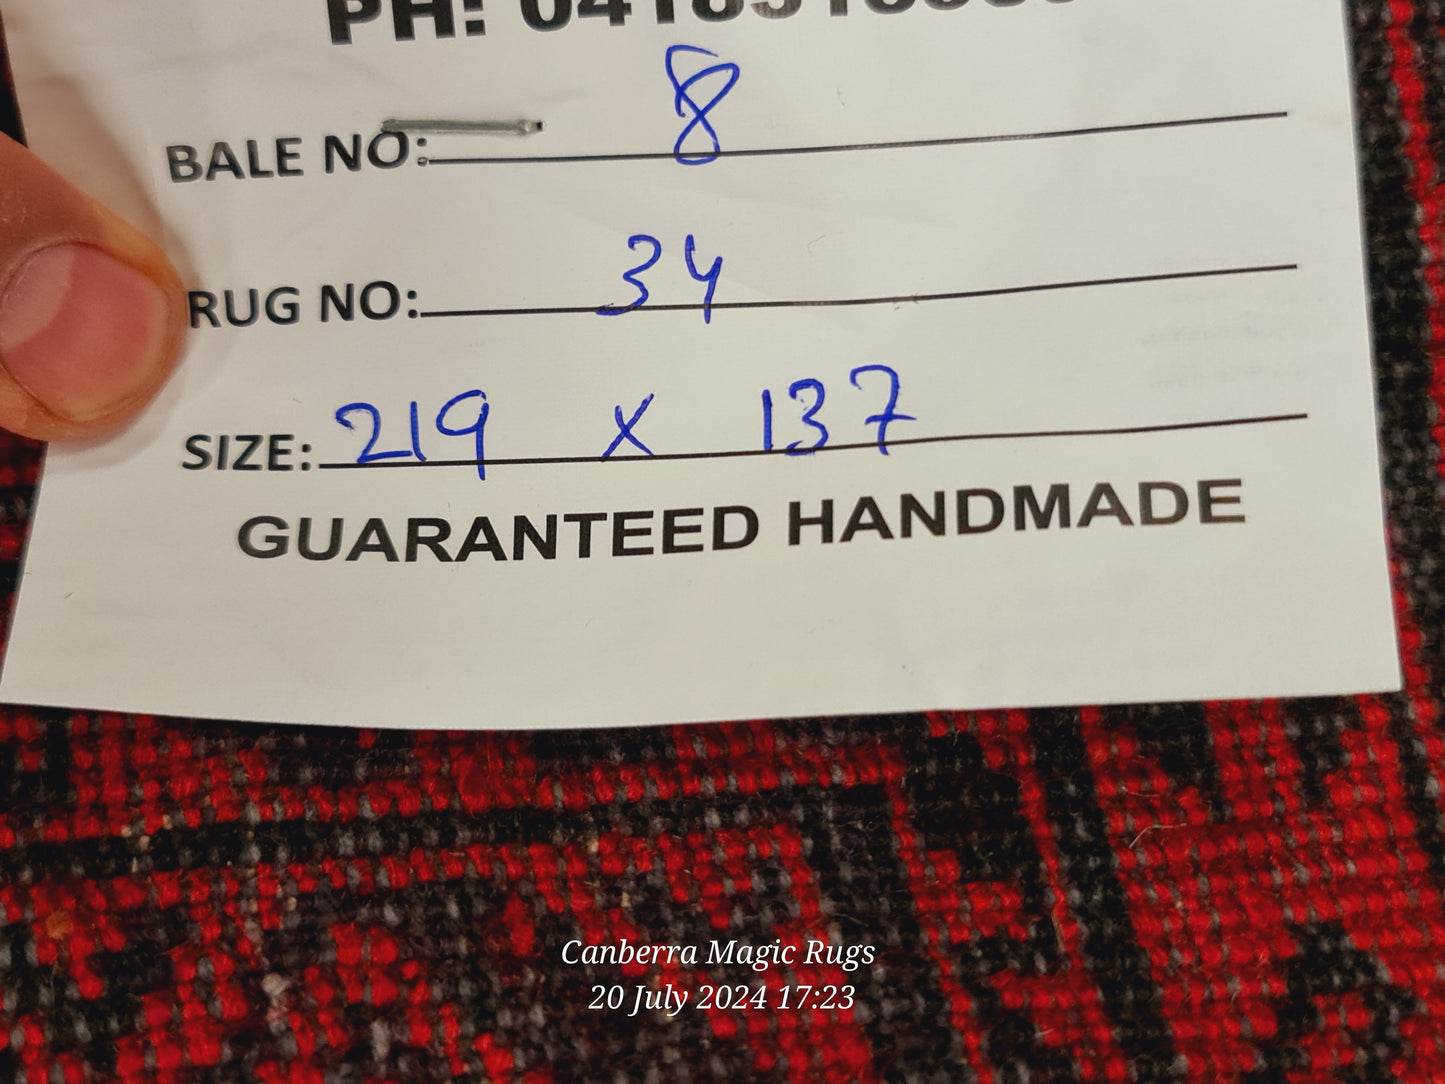 PH:
BALE NO: 8
RUG NO: 34
SIZE: 219 x 137
GUARANTEED HANDMADE
Canberra Magic Rugs
20 July 2024 17:23